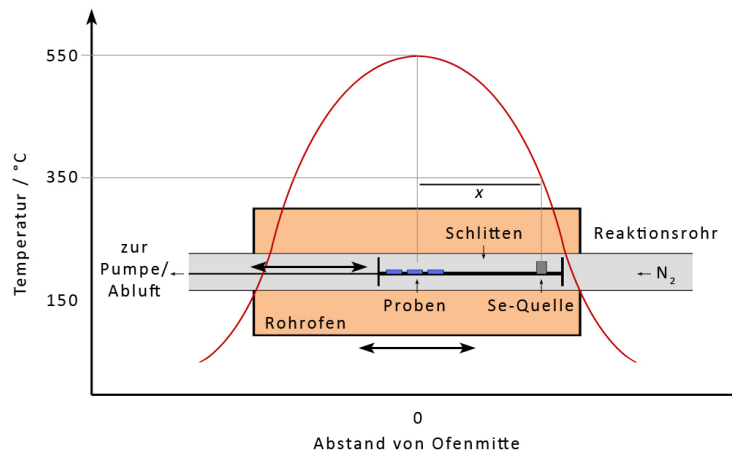 Temperatur / °C
550
350
150
x
Schlitten
Reaktionsrohr
zur
Pumpe/
Abluft
N2
Proben
Se-Quelle
Rohrofen
0
Abstand von Ofenmitte